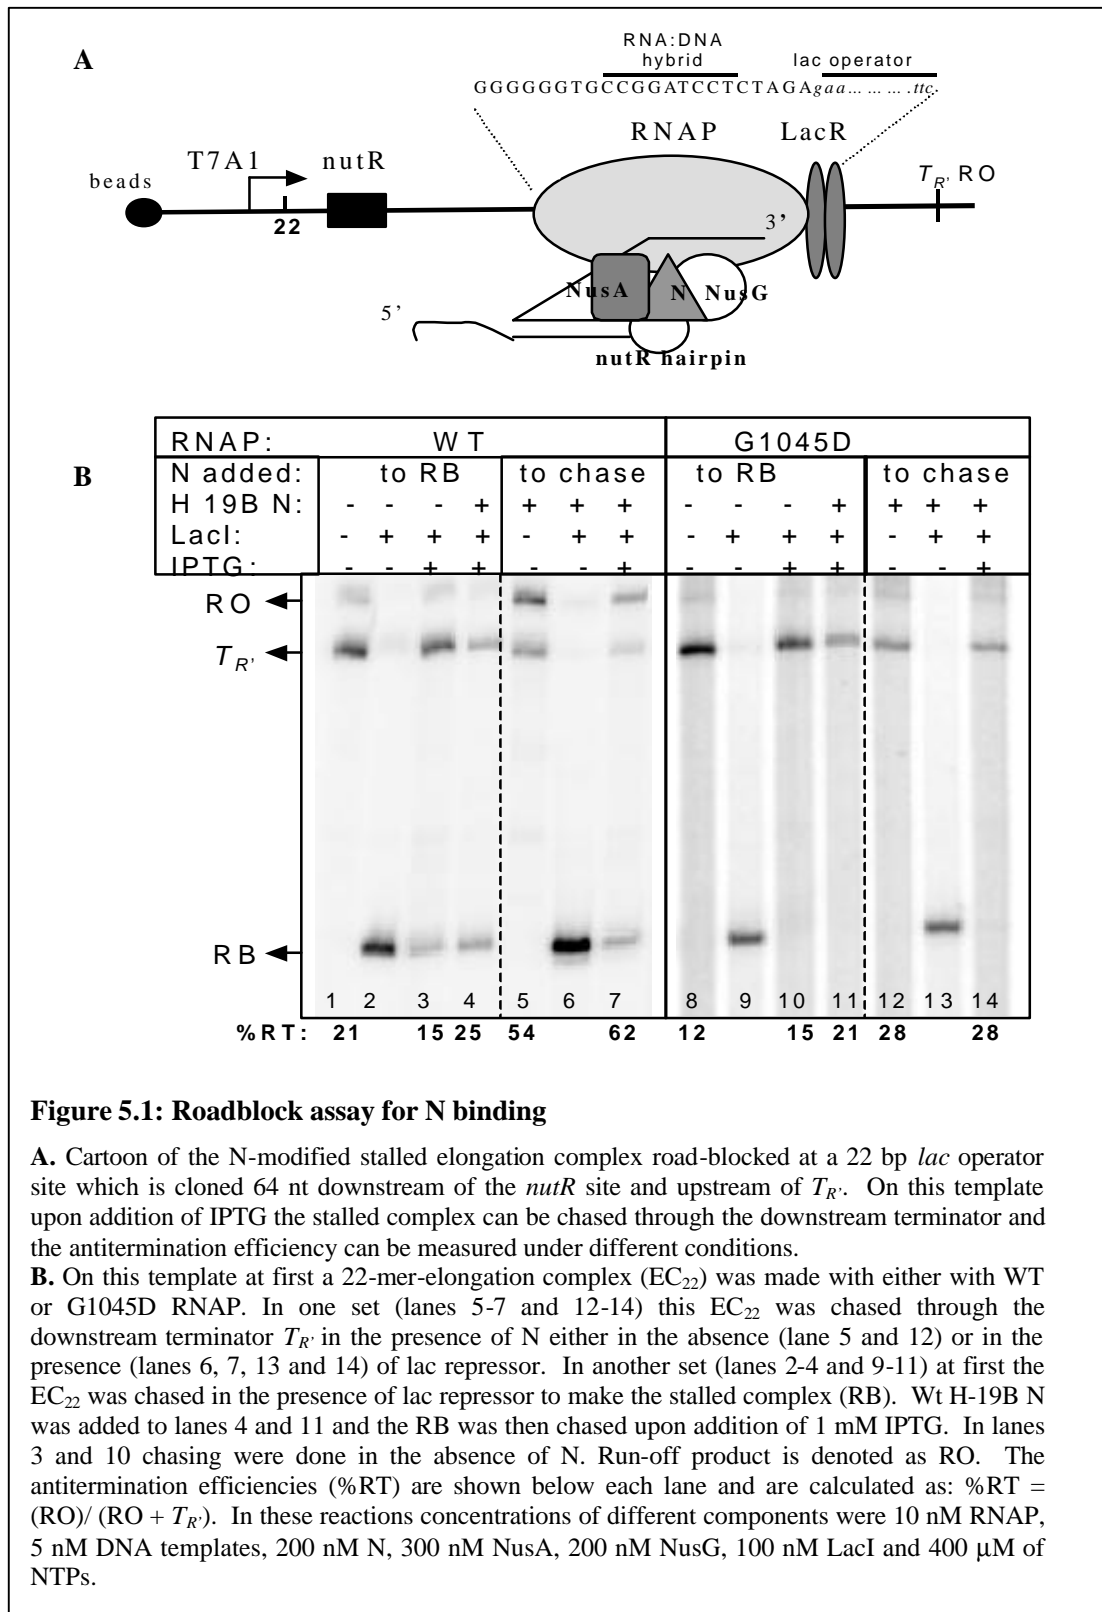 A
RNA:DNA
hybrid
lac operator
GGGGGGTGCCGGATCCTCTAGAgaa... ... ... .ttc.
RNAP
LacR
T7A1
nutR
beads
22
TR' RO
3'
NusA
N
NusG
5'
nutR hairpin
B
RNAP: WT G1045D
N added: to RB to chase to RB to chase
H 19B N: - - - + + + + - - - + + + +
LacI: - + + + - + + - + + + - + +
IPTG: - - + + - - + - - + + - - +
RO
TR'
RB
1 2 3 4 5 6 7 8 9 10 11 12 13 14
%RT: 21 15 25 54 62 12 15 21 28 28
Figure 5.1: Roadblock assay for N binding
A. Cartoon of the N-modified stalled elongation complex road-blocked at a 22 bp lac operator
site which is cloned 64 nt downstream of the nutR site and upstream of TR'. On this template
upon addition of IPTG the stalled complex can be chased through the downstream terminator and
the antitermination efficiency can be measured under different conditions.
B. On this template at first a 22-mer-elongation complex (EC22) was made with either with WT
or G1045D RNAP. In one set (lanes 5-7 and 12-14) this EC22 was chased through the
downstream terminator TR' in the presence of N either in the absence (lane 5 and 12) or in the
presence (lanes 6, 7, 13 and 14) of lac repressor. In another set (lanes 2-4 and 9-11) at first the
EC22 was chased in the presence of lac repressor to make the stalled complex (RB). Wt H-19B N
was added to lanes 4 and 11 and the RB was then chased upon addition of 1 mM IPTG. In lanes
3 and 10 chasing were done in the absence of N. Run-off product is denoted as RO. The
antitermination efficiencies (%RT) are shown below each lane and are calculated as: %RT =
(RO)/ (RO + TR'). In these reactions concentrations of different components were 10 nM RNAP,
5 nM DNA templates, 200 nM N, 300 nM NusA, 200 nM NusG, 100 nM LacI and 400 μM of
NTPs.